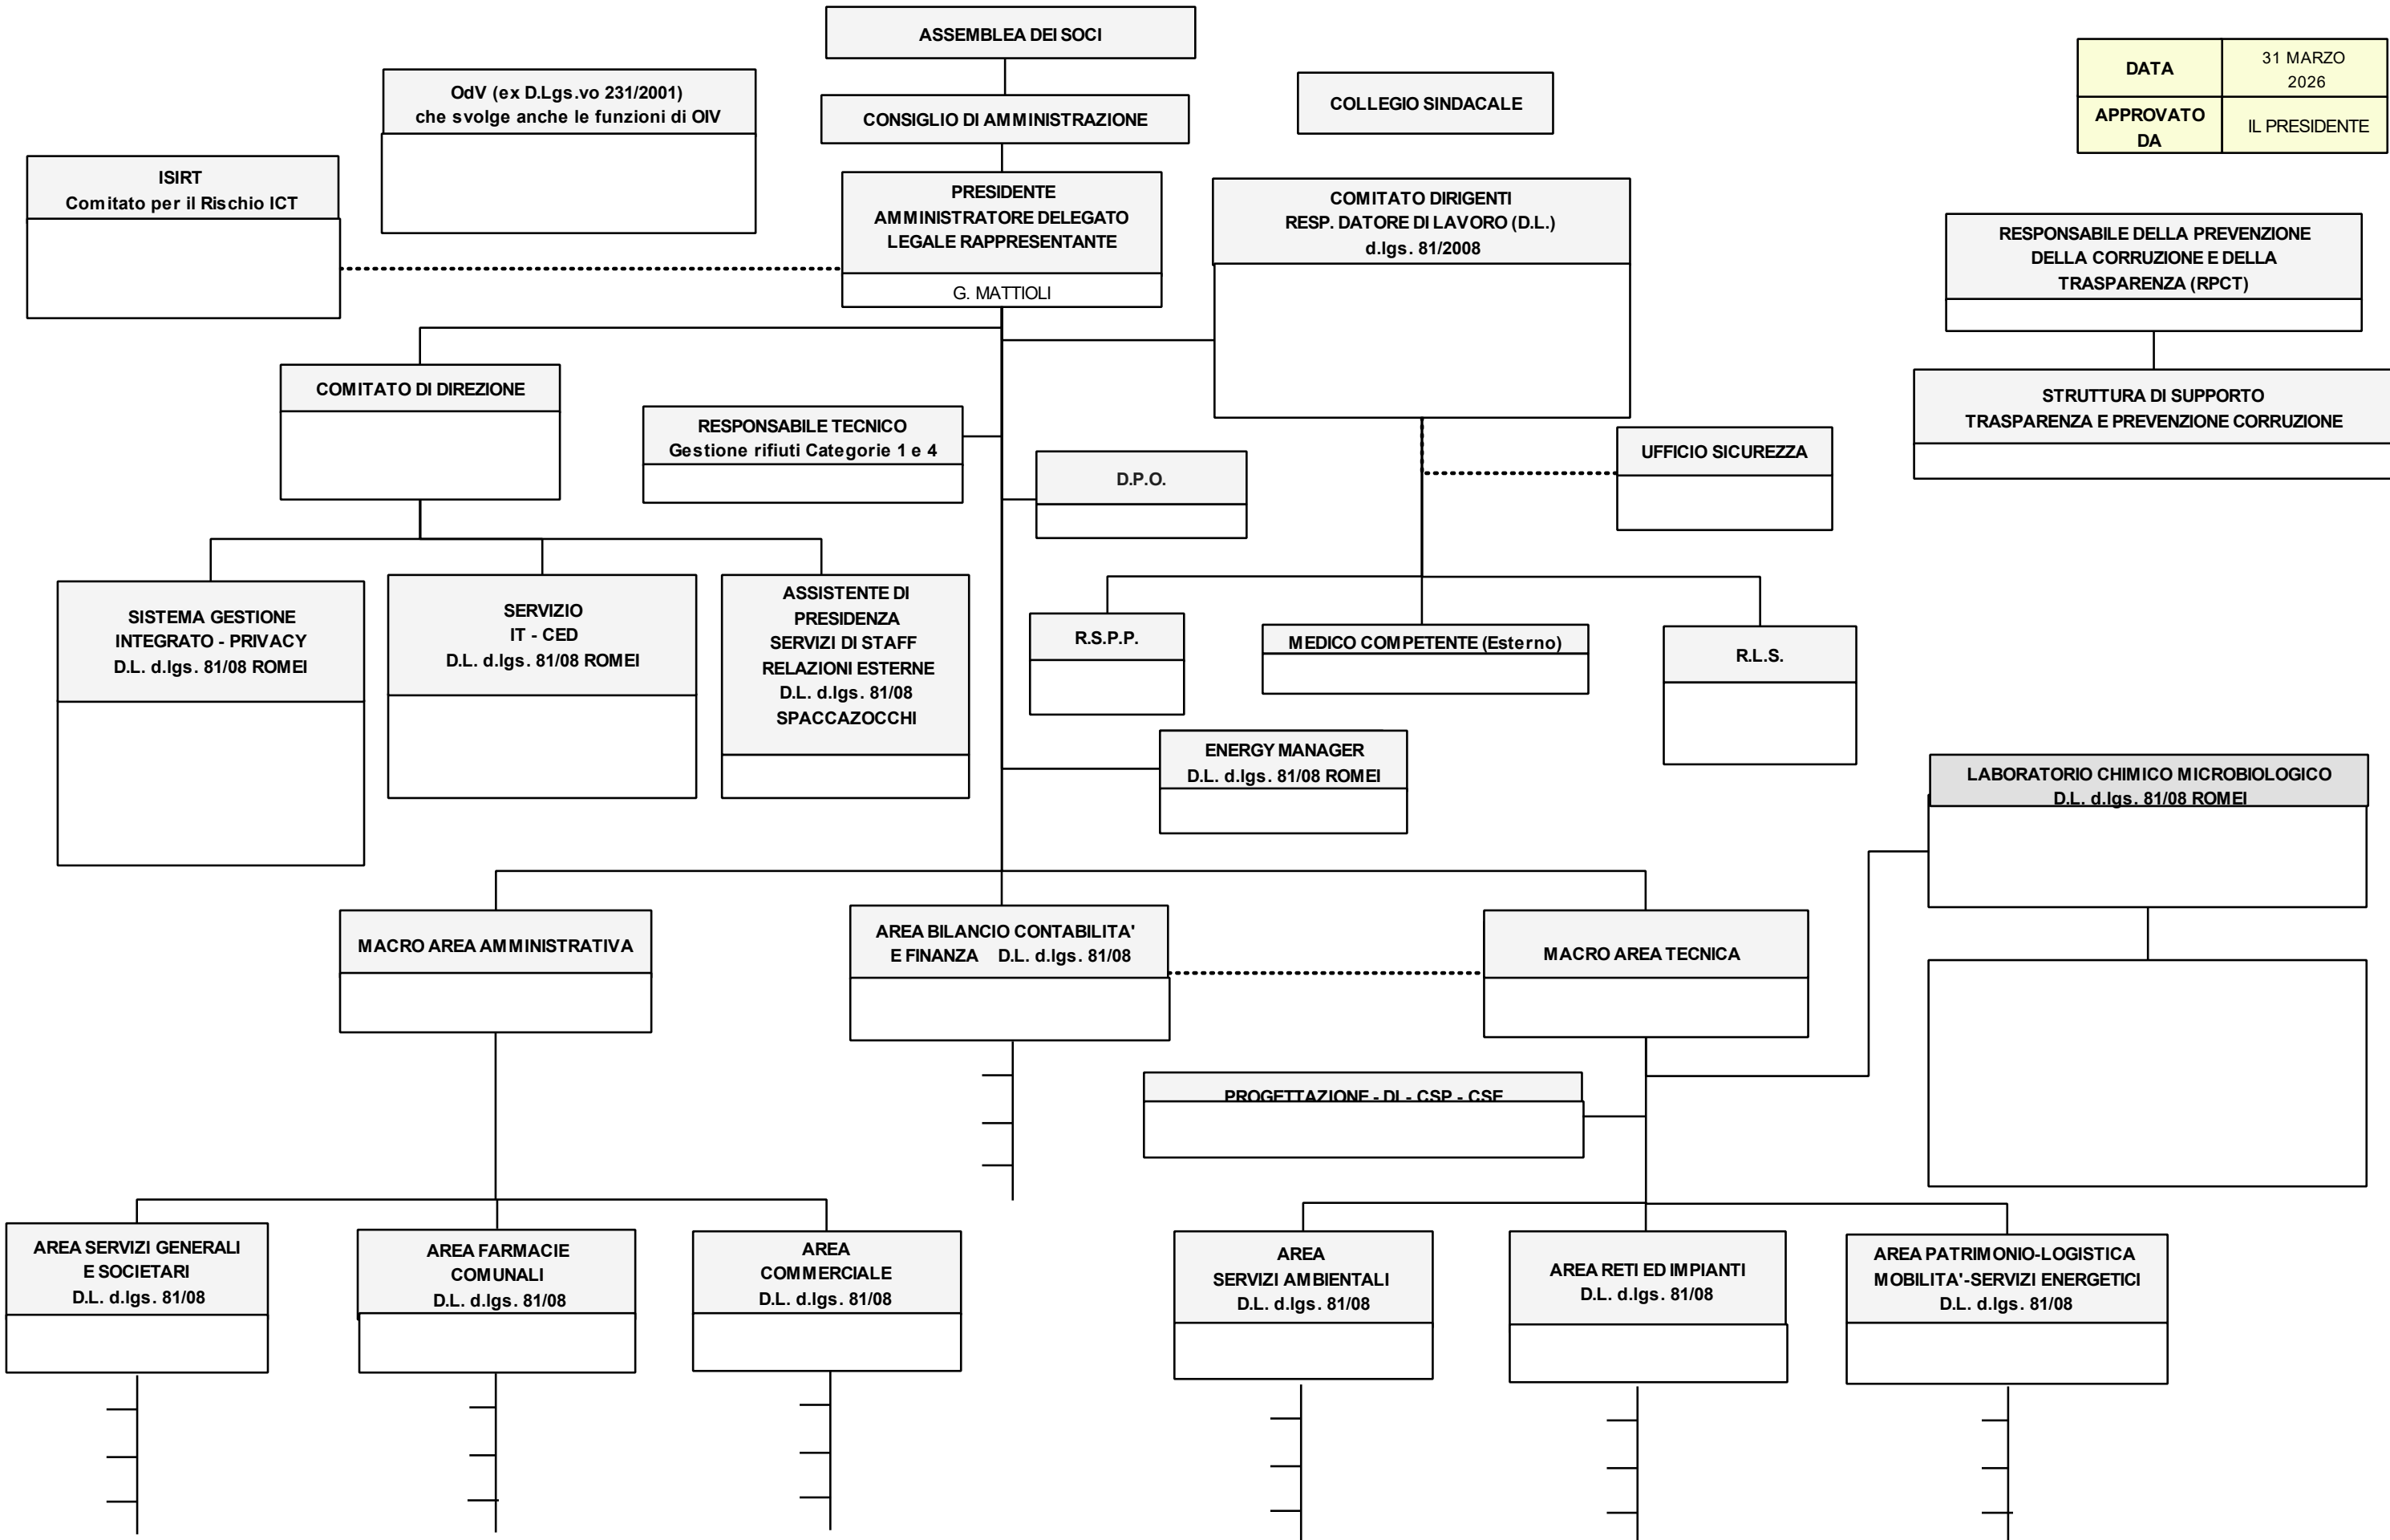 ASSEMBLEA DEI SOCI
DATA
31 MARZO
2026
APPROVATO
DA
IL PRESIDENTE
OdV (ex D.Lgs.vo 231/2001)
che svolge anche le funzioni di OIV
CONSIGLIO DI AMMINISTRAZIONE
COLLEGIO SINDACALE
ISIRT
Comitato per il Rischio ICT
PRESIDENTE
AMMINISTRATORE DELEGATO
LEGALE RAPPRESENTANTE
G. MATTIOLI
COMITATO DIRIGENTI
RESP. DATORE DI LAVORO (D.L.)
d.lgs. 81/2008
RESPONSABILE DELLA PREVENZIONE
DELLA CORRUZIONE E DELLA
TRASPARENZA (RPCT)
COMITATO DI DIREZIONE
STRUTTURA DI SUPPORTO
TRASPARENZA E PREVENZIONE CORRUZIONE
RESPONSABILE TECNICO
Gestione rifiuti Categorie 1 e 4
D.P.O.
UFFICIO SICUREZZA
SISTEMA GESTIONE
INTEGRATO - PRIVACY
D.L. d.lgs. 81/08 ROMEI
SERVIZIO
IT - CED
D.L. d.lgs. 81/08 ROMEI
ASSISTENTE DI
PRESIDENZA
SERVIZI DI STAFF
RELAZIONI ESTERNE
D.L. d.lgs. 81/08
SPACCAZOCCHI
R.S.P.P.
MEDICO COMPETENTE (Esterno)
R.L.S.
ENERGY MANAGER
D.L. d.lgs. 81/08 ROMEI
LABORATORIO CHIMICO MICROBIOLOGICO
D.L. d.lgs. 81/08 ROMEI
MACRO AREA AMMINISTRATIVA
AREA BILANCIO CONTABILITA'
E FINANZA D.L. d.lgs. 81/08
MACRO AREA TECNICA
PROGETTAZIONE - DL - CSP - CSE
AREA SERVIZI GENERALI
E SOCIETARI
D.L. d.lgs. 81/08
AREA FARMACIE
COMUNALI
D.L. d.lgs. 81/08
AREA
COMMERCIALE
D.L. d.lgs. 81/08
AREA
SERVIZI AMBIENTALI
D.L. d.lgs. 81/08
AREA RETI ED IMPIANTI
D.L. d.lgs. 81/08
AREA PATRIMONIO-LOGISTICA
MOBILITA'-SERVIZI ENERGETICI
D.L. d.lgs. 81/08